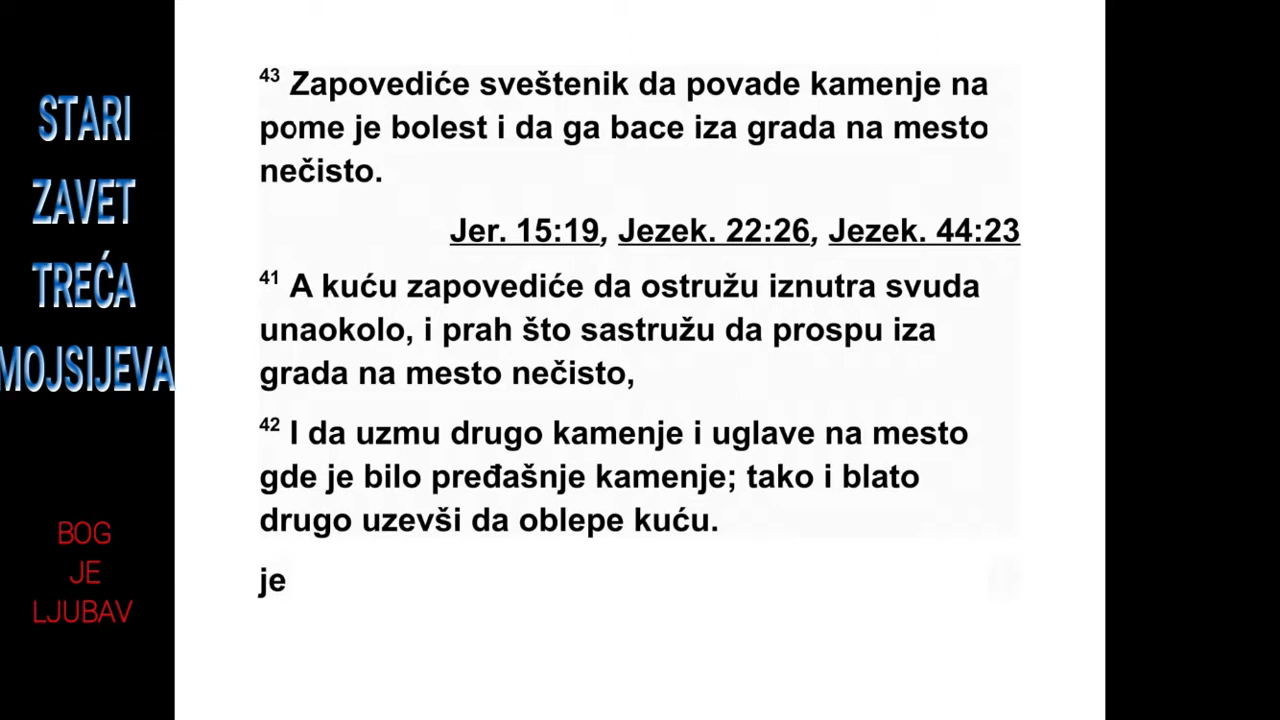 STARI
ZAVET
TREĆA
MOJSIJEVA
BOG
JE
LJUBAV
43 Zapovediće sveštenik da povade kamenje na
pome je bolest i da ga bace iza grada na mesto
nečisto.
Jer. 15:19, Jezek. 22:26, Jezek. 44:23
41 A kuću zapovediće da ostružu iznutra svuda
unaokolo, i prah što sastružu da prospu iza
grada na mesto nečisto,
42 I da uzmu drugo kamenje i uglave na mesto
gde je bilo pređašnje kamenje; tako i blato
drugo uzevši da oblepe kuću.
je